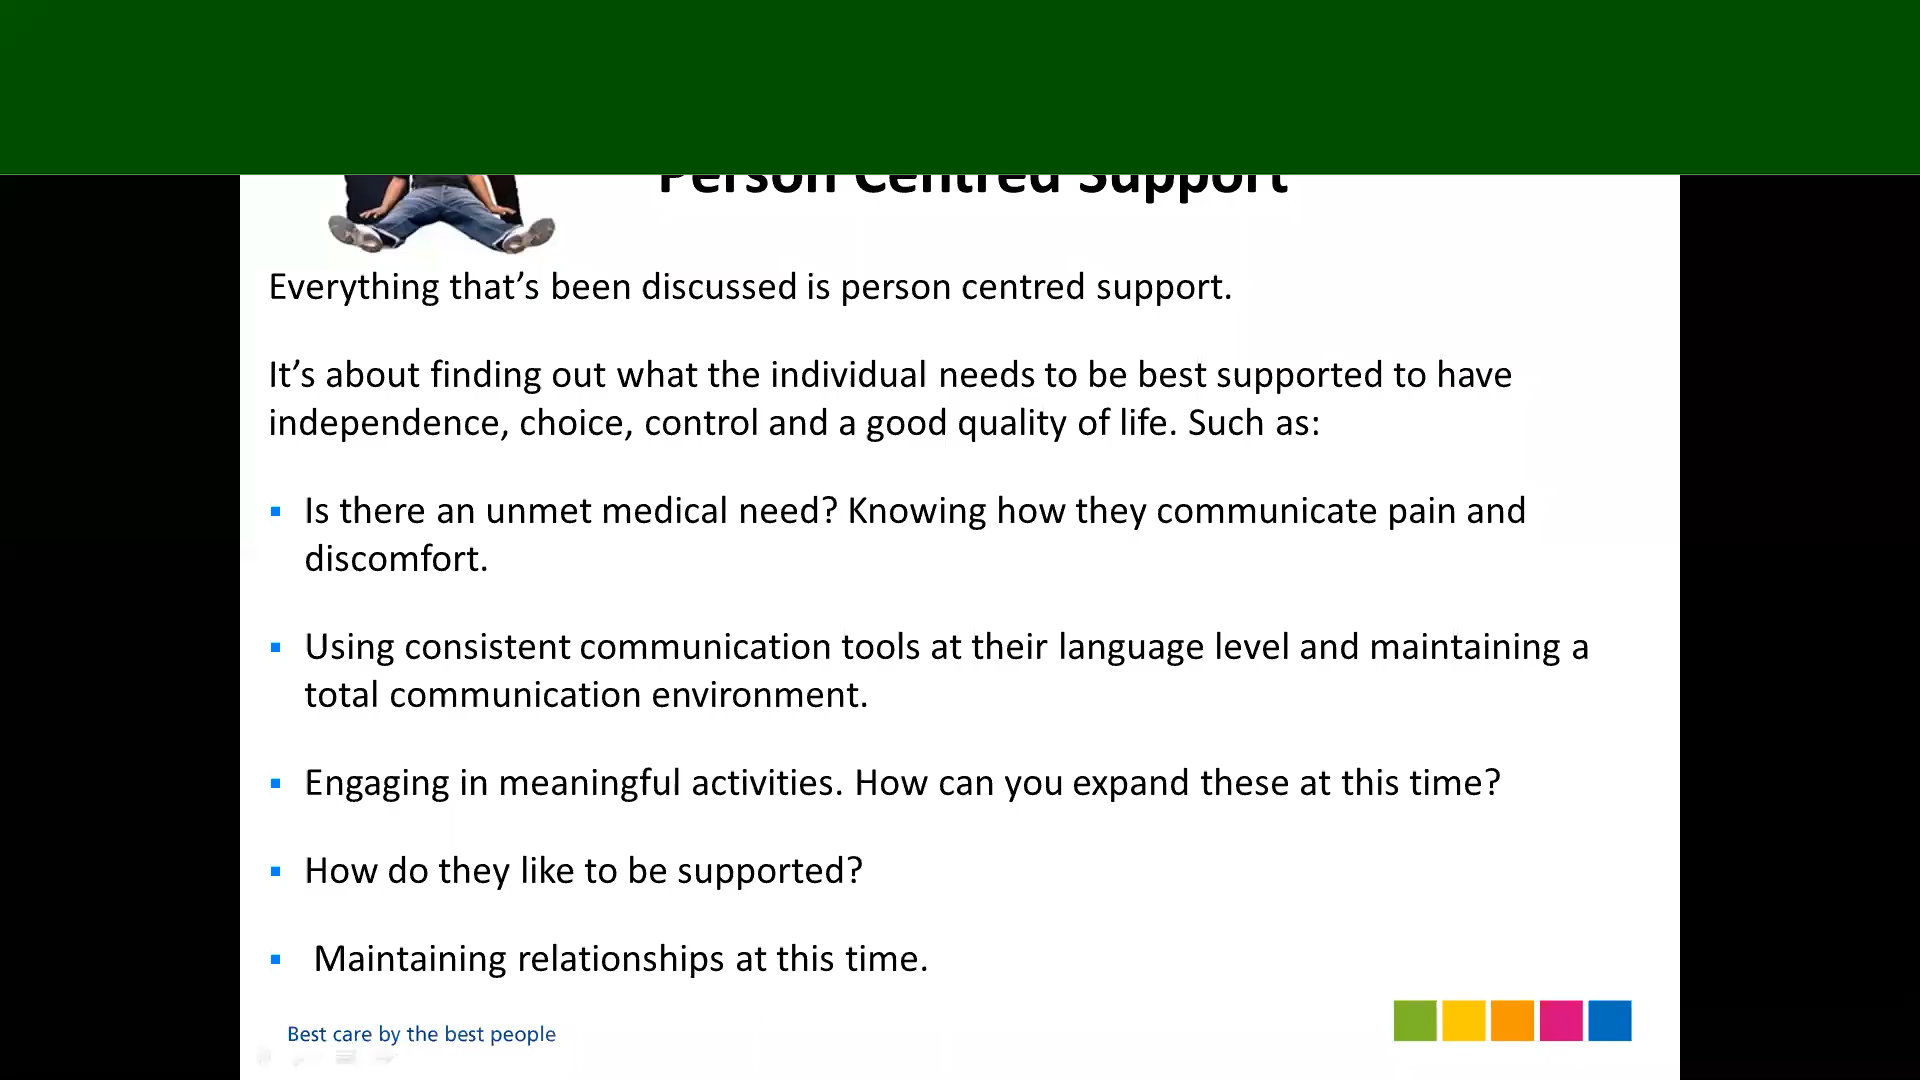 Person Centred Support
Everything that’s been discussed is person centred support.
It’s about finding out what the individual needs to be best supported to have
independence, choice, control and a good quality of life. Such as:
▪ Is there an unmet medical need? Knowing how they communicate pain and
discomfort.
▪ Using consistent communication tools at their language level and maintaining a
total communication environment.
▪ Engaging in meaningful activities. How can you expand these at this time?
▪ How do they like to be supported?
▪ Maintaining relationships at this time.
Best care by the best people